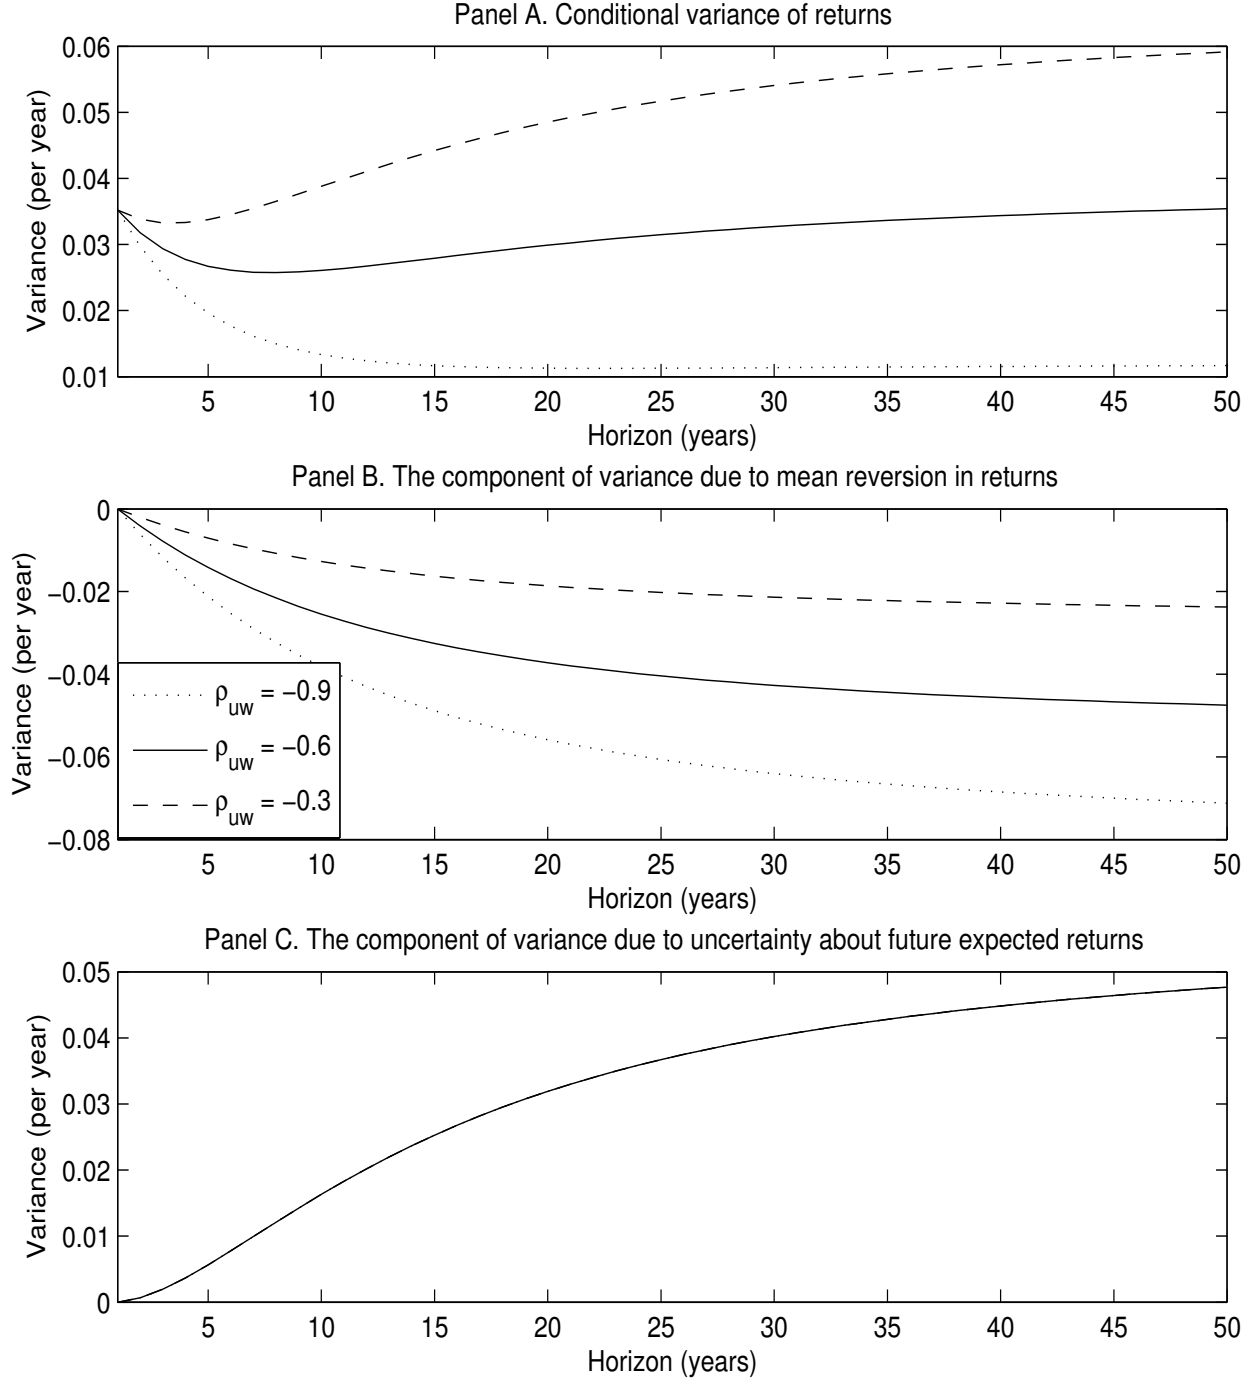 Panel A. Conditional variance of returns
0.06
0.05
0.04
0.03
0.02
0.01
Variance (per year)
5 10 15 20 25 30 35 40 45 50
Horizon (years)
Panel B. The component of variance due to mean reversion in returns
0
−0.02
−0.04
−0.06
−0.08
Variance (per year)
ρuw = −0.9
ρuw = −0.6
ρuw = −0.3
5 10 15 20 25 30 35 40 45 50
Horizon (years)
Panel C. The component of variance due to uncertainty about future expected returns
0.05
0.04
0.03
0.02
0.01
0
Variance (per year)
5 10 15 20 25 30 35 40 45 50
Horizon (years)